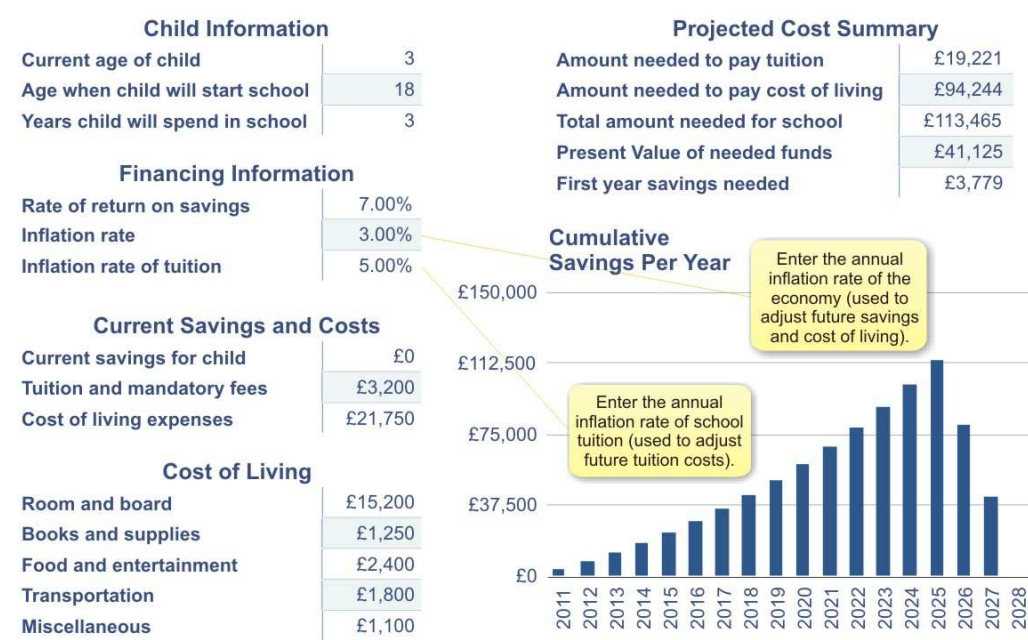 Child Information
Current age of child 3
Age when child will start school 18
Years child will spend in school 3
Financing Information
Rate of return on savings 7.00%
Inflation rate 3.00%
Inflation rate of tuition 5.00%
Current Savings and Costs
Current savings for child £0
Tuition and mandatory fees £3,200
Cost of living expenses £21,750
Cost of Living
Room and board £15,200
Books and supplies £1,250
Food and entertainment £2,400
Transportation £1,800
Miscellaneous £1,100
Projected Cost Summary
Amount needed to pay tuition £19,221
Amount needed to pay cost of living £94,244
Total amount needed for school £113,465
Present Value of needed funds £41,125
First year savings needed £3,779
Cumulative
Savings Per Year
Enter the annual
inflation rate of the
economy (used to
adjust future savings
and cost of living).
Enter the annual
inflation rate of school
tuition (used to adjust
future tuition costs).
£150,000
£112,500
£75,000
£37,500
£0
2011 2012 2013 2014 2015 2016 2017 2018 2019 2020 2021 2022 2023 2024 2025 2026 2027 2028